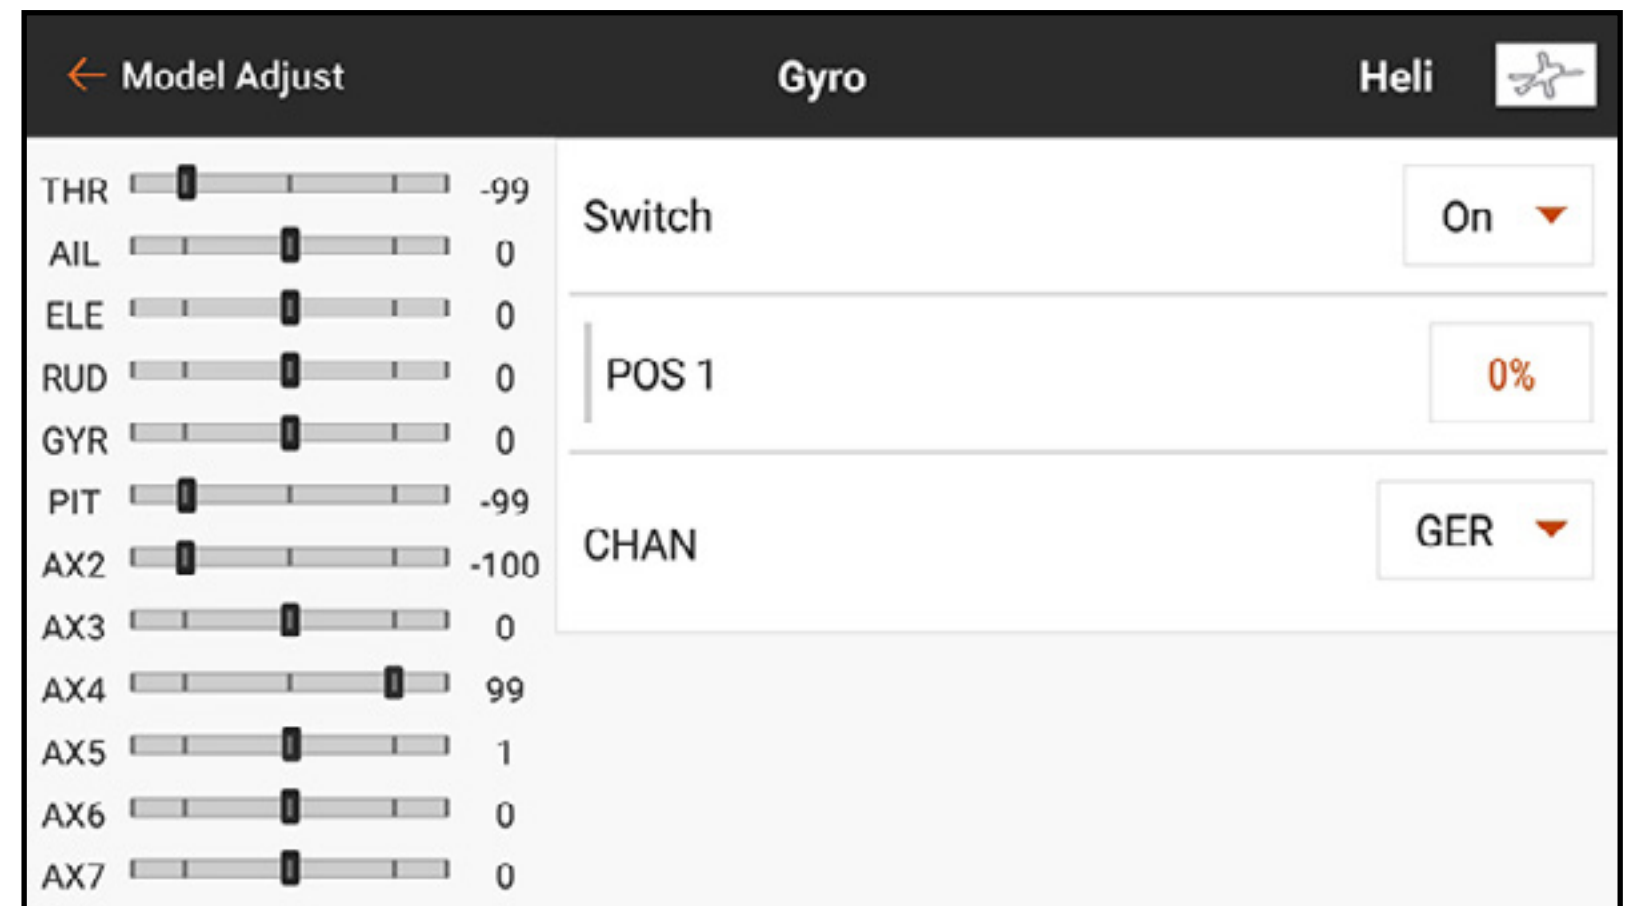 Model Adjust
Gyro
Heli
THR -99
AIL 0
ELE 0
RUD 0
GYR 0
PIT -99
AX2 -100
AX3 0
AX4 99
AX5 1
AX6 0
AX7 0
Switch On
POS 1 0%
CHAN GER